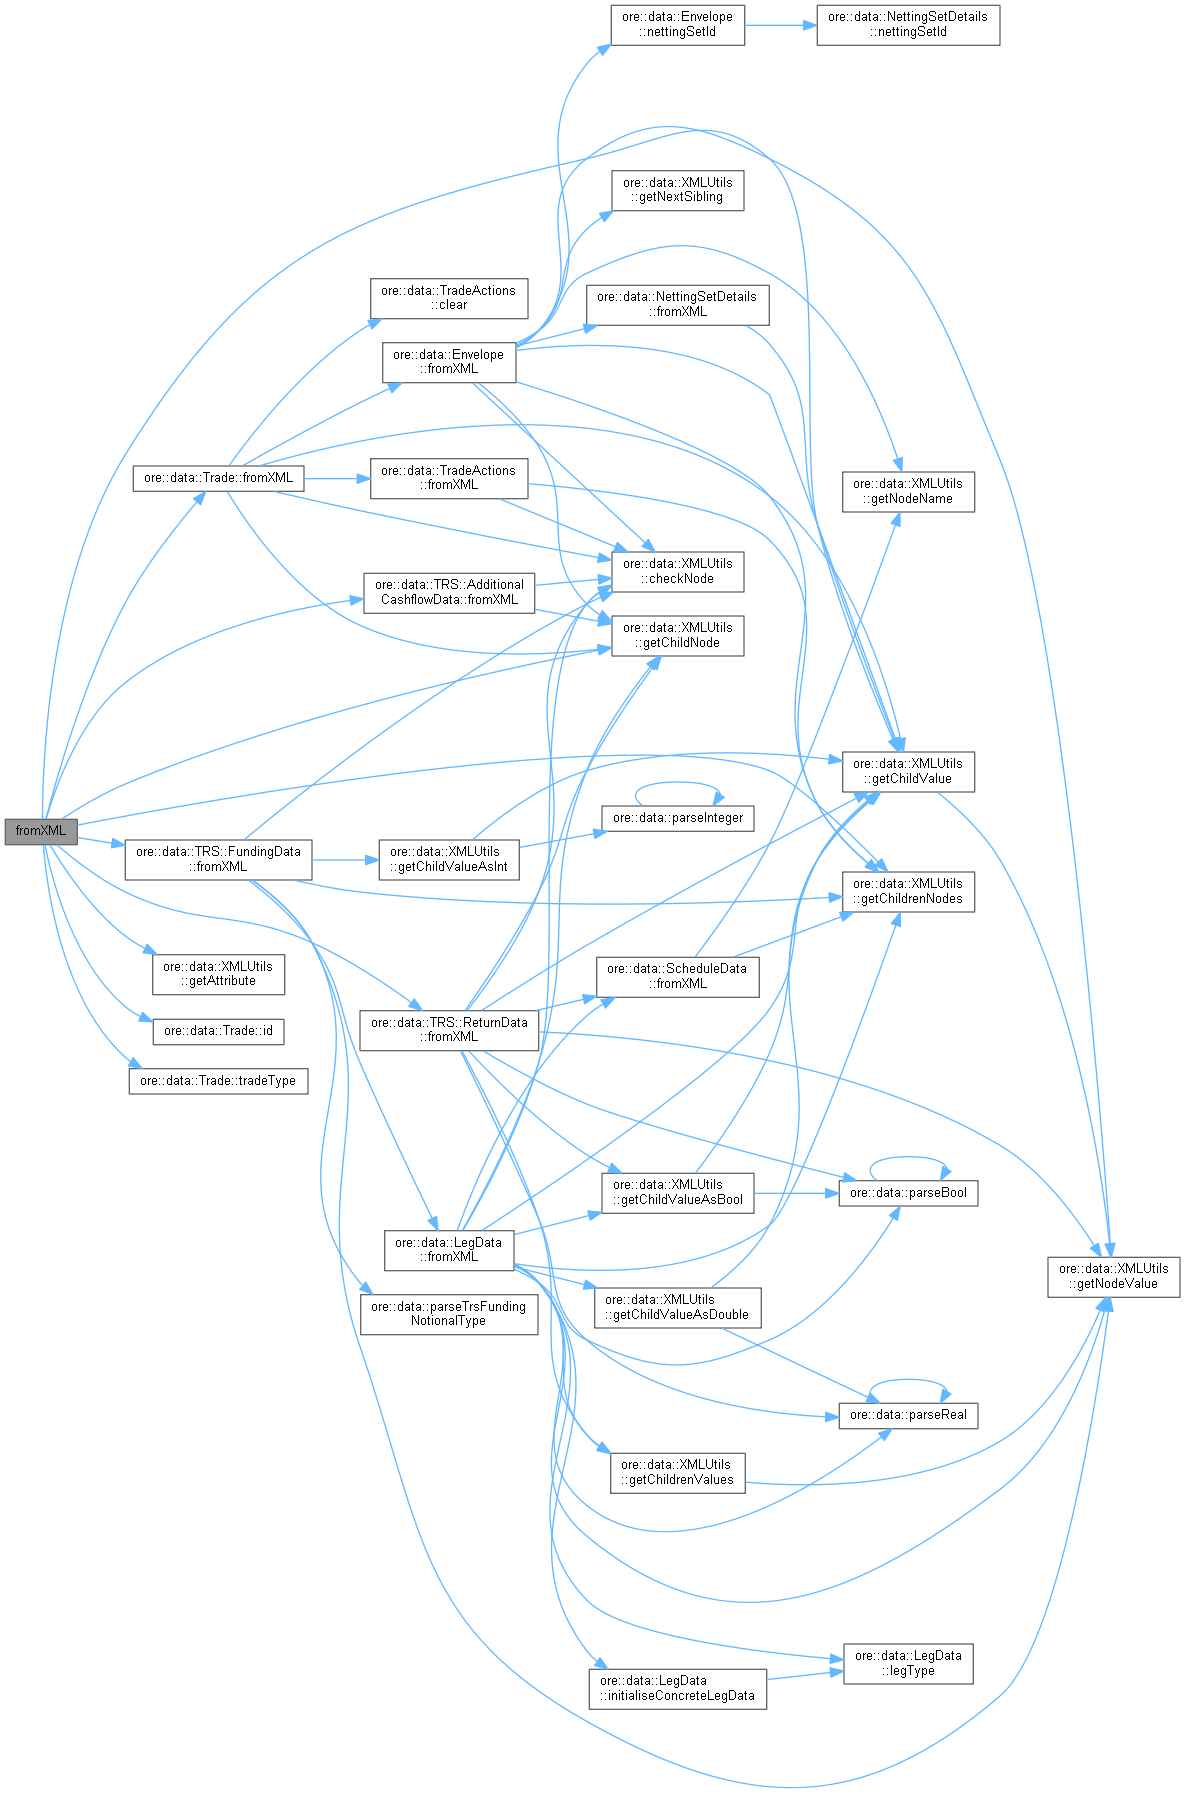 ore::data::Envelope
::nettingSetId
ore::data::NettingSetDetails
::nettingSetId
ore::data::XMLUtils
::getNextSibling
ore::data::TradeActions
::clear
ore::data::NettingSetDetails
::fromXML
ore::data::Envelope
::fromXML
ore::data::Trade::fromXML
ore::data::TradeActions
::fromXML
ore::data::XMLUtils
::getNodeName
ore::data::XMLUtils
::checkNode
ore::data::TRS::Additional
CashflowData::fromXML
ore::data::XMLUtils
::getChildNode
ore::data::XMLUtils
::getChildValue
fromXML
ore::data::parseInteger
ore::data::TRS::FundingData
::fromXML
ore::data::XMLUtils
::getChildValueAsInt
ore::data::XMLUtils
::getChildrenNodes
ore::data::XMLUtils
::getAttribute
ore::data::ScheduleData
::fromXML
ore::data::Trade::id
ore::data::TRS::ReturnData
::fromXML
ore::data::Trade::tradeType
ore::data::XMLUtils
::getChildValueAsBool
ore::data::parseBool
ore::data::LegData
::fromXML
ore::data::XMLUtils
::getNodeValue
ore::data::parseTrsFunding
NotionalType
ore::data::XMLUtils
::getChildValueAsDouble
ore::data::parseReal
ore::data::XMLUtils
::getChildrenValues
ore::data::LegData
::legType
ore::data::LegData
::initialiseConcreteLegData